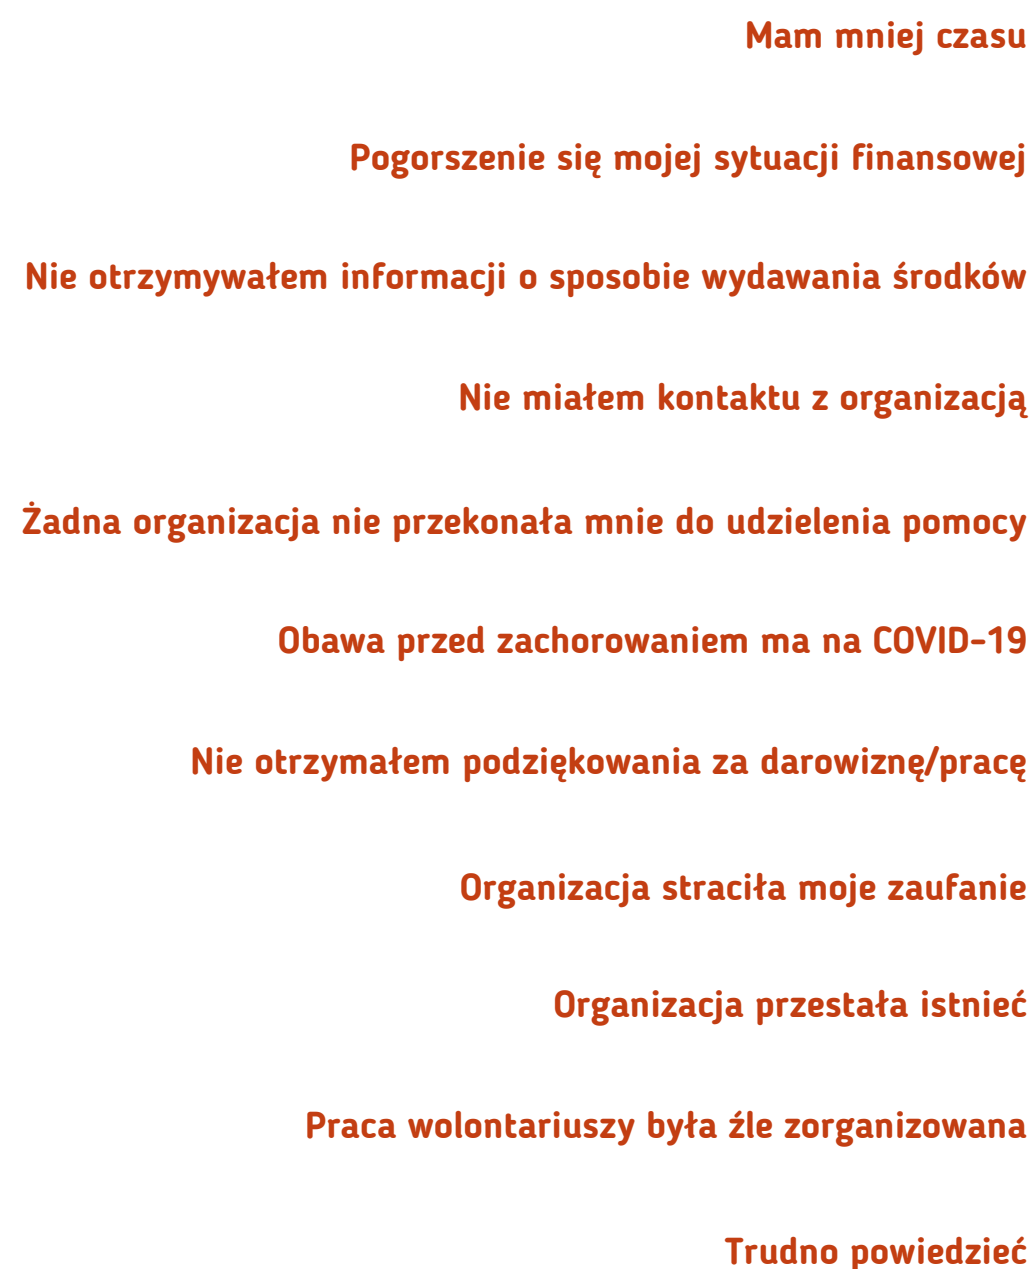 Mam mniej czasu
Pogorszenie się mojej sytuacji finansowej
Nie otrzymywałem informacji o sposobie wydawania środków
Nie miałem kontaktu z organizacją
Żadna organizacja nie przekonała mnie do udzielenia pomocy
Obawa przed zachorowaniem ma na COVID-19
Nie otrzymałem podziękowania za darowiznę/pracę
Organizacja straciła moje zaufanie
Organizacja przestała istnieć
Praca wolontariuszy była źle zorganizowana
Trudno powiedzieć